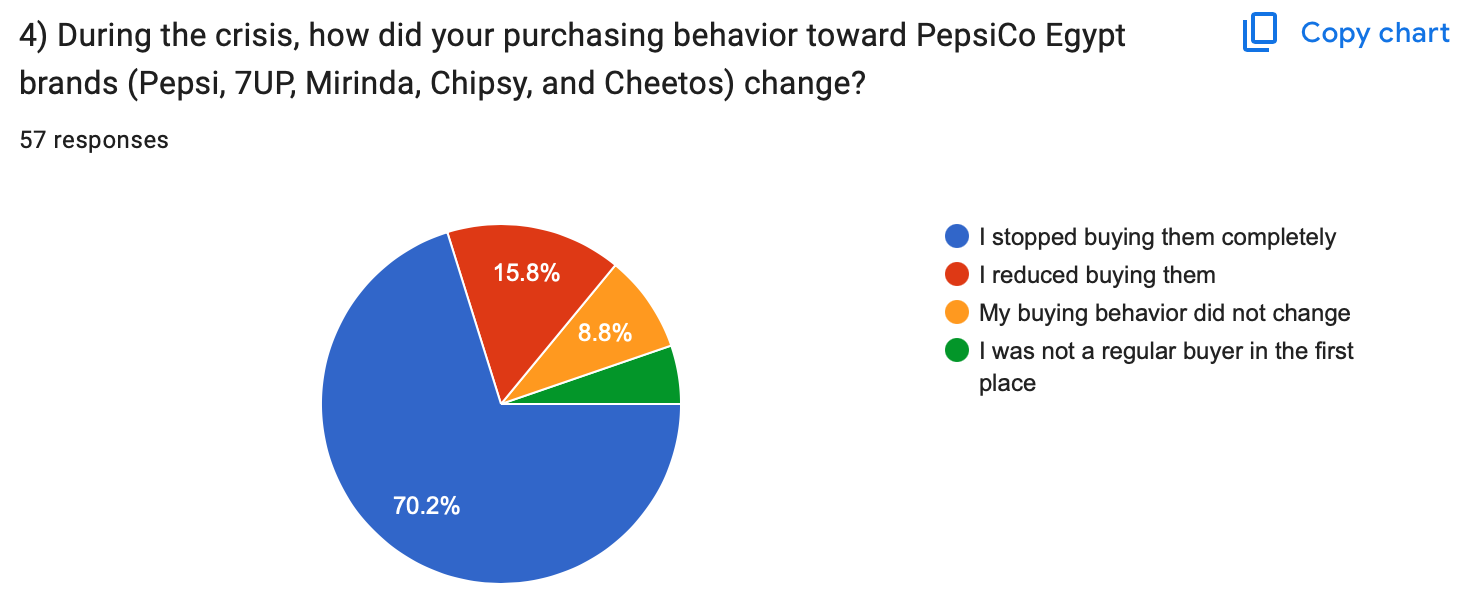 4) During the crisis, how did your purchasing behavior toward PepsiCo Egypt
brands (Pepsi, 7UP, Mirinda, Chipsy, and Cheetos) change?
Copy chart
57 responses
15.8%
8.8%
70.2%
I stopped buying them completely
I reduced buying them
My buying behavior did not change
I was not a regular buyer in the first
place